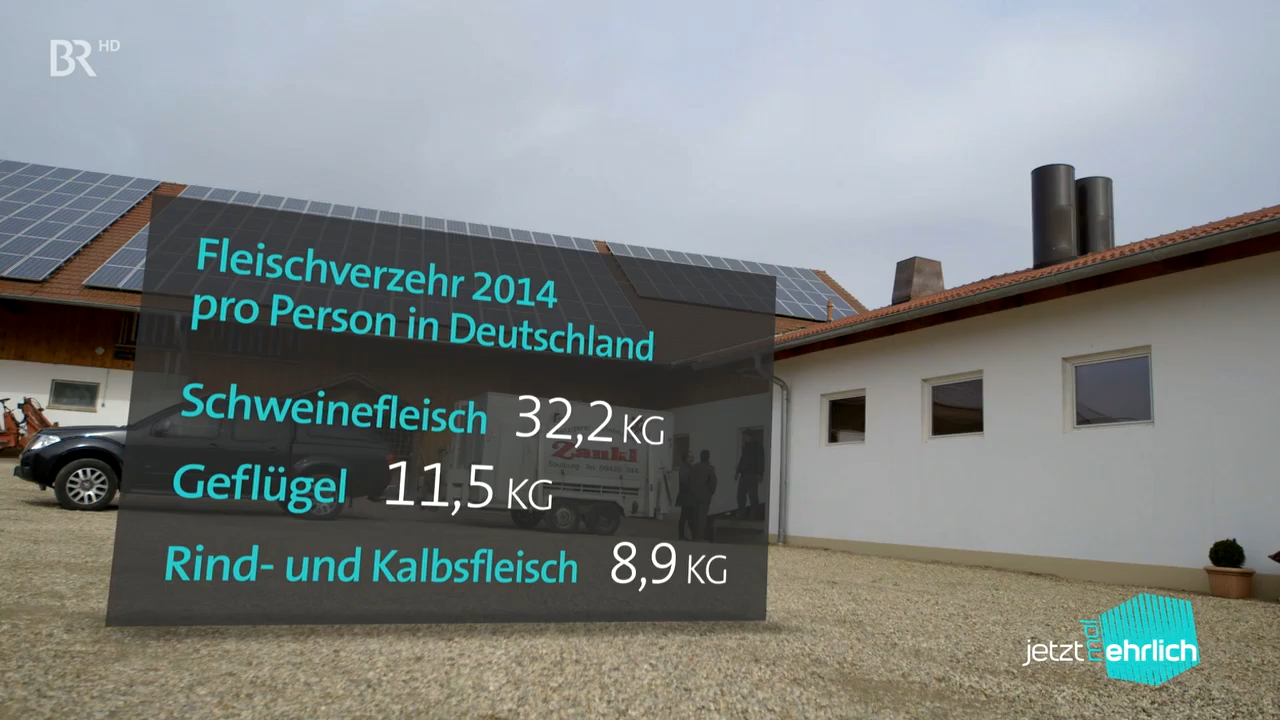 BR HD
Fleischverzehr 2014
pro Person in Deutschland
Schweinefleisch 32,2 KG
Geflügel 11,5 KG
Rind- und Kalbsfleisch 8,9 KG
Zankl
jetzt mal ehrlich